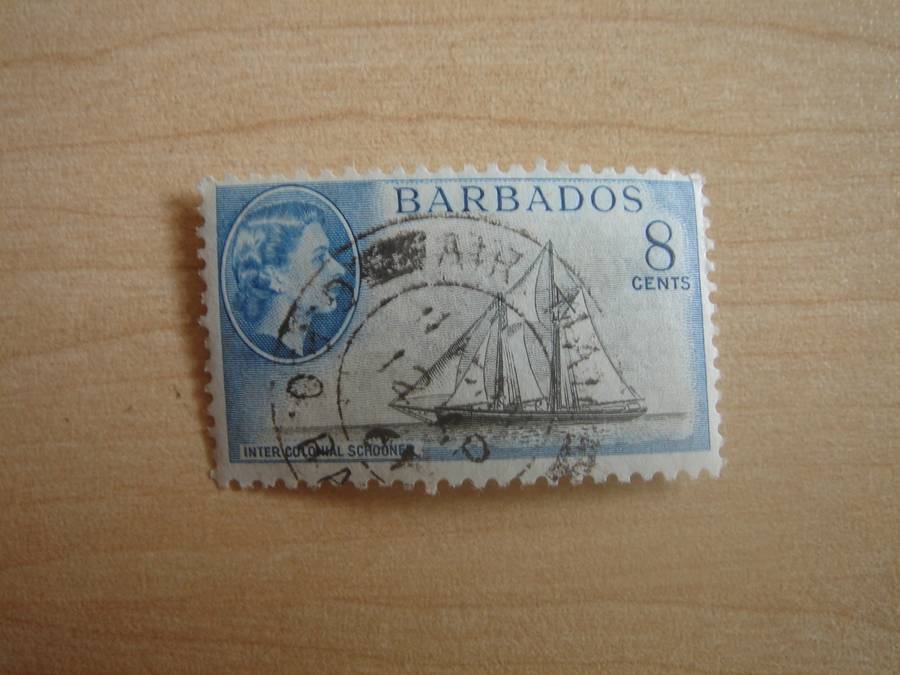 BARBADOS
8
CENTS
AIR
INTER COLONIAL SCHOONER